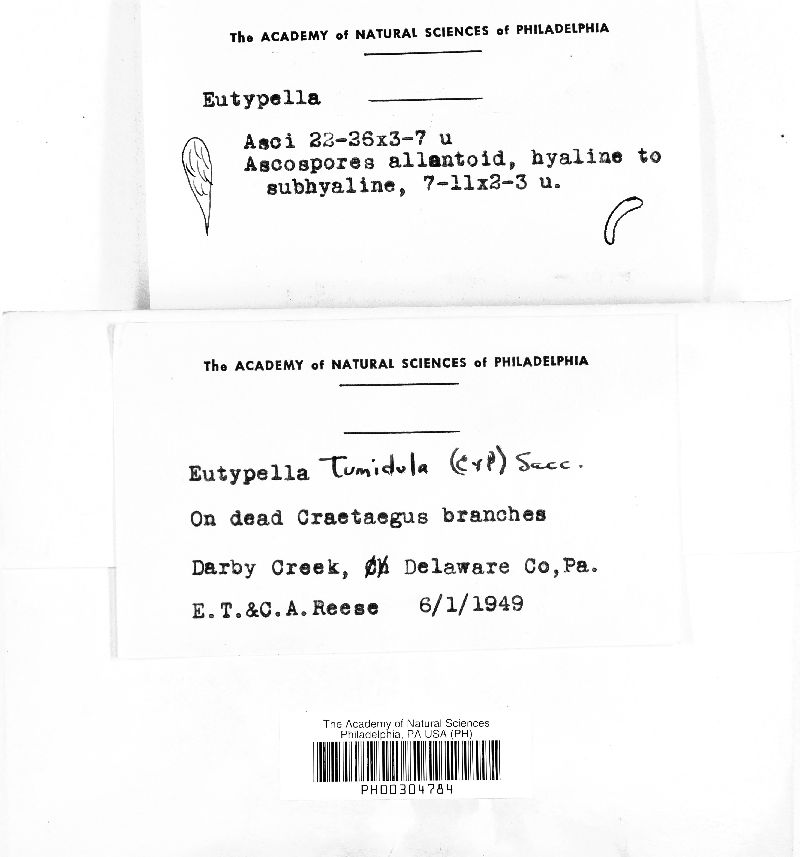 The ACADEMY of NATURAL SCIENCES of PHILADELPHIA
Eutypella
Asci 22-26x3-7 u
Ascospores allantoid, hyaline to
subhyaline, 7-11x2-3 u.
The ACADEMY of NATURAL SCIENCES of PHILADELPHIA
Eutypella Tumidula (C&P) Sacc.
On dead Craetaegus branches
Darby Creek, Delaware Co,Pa.
E.T.&C.A.Reese 6/1/1949
The Academy of Natural Sciences
Philadelphia, PA USA (PH)
PH00304784